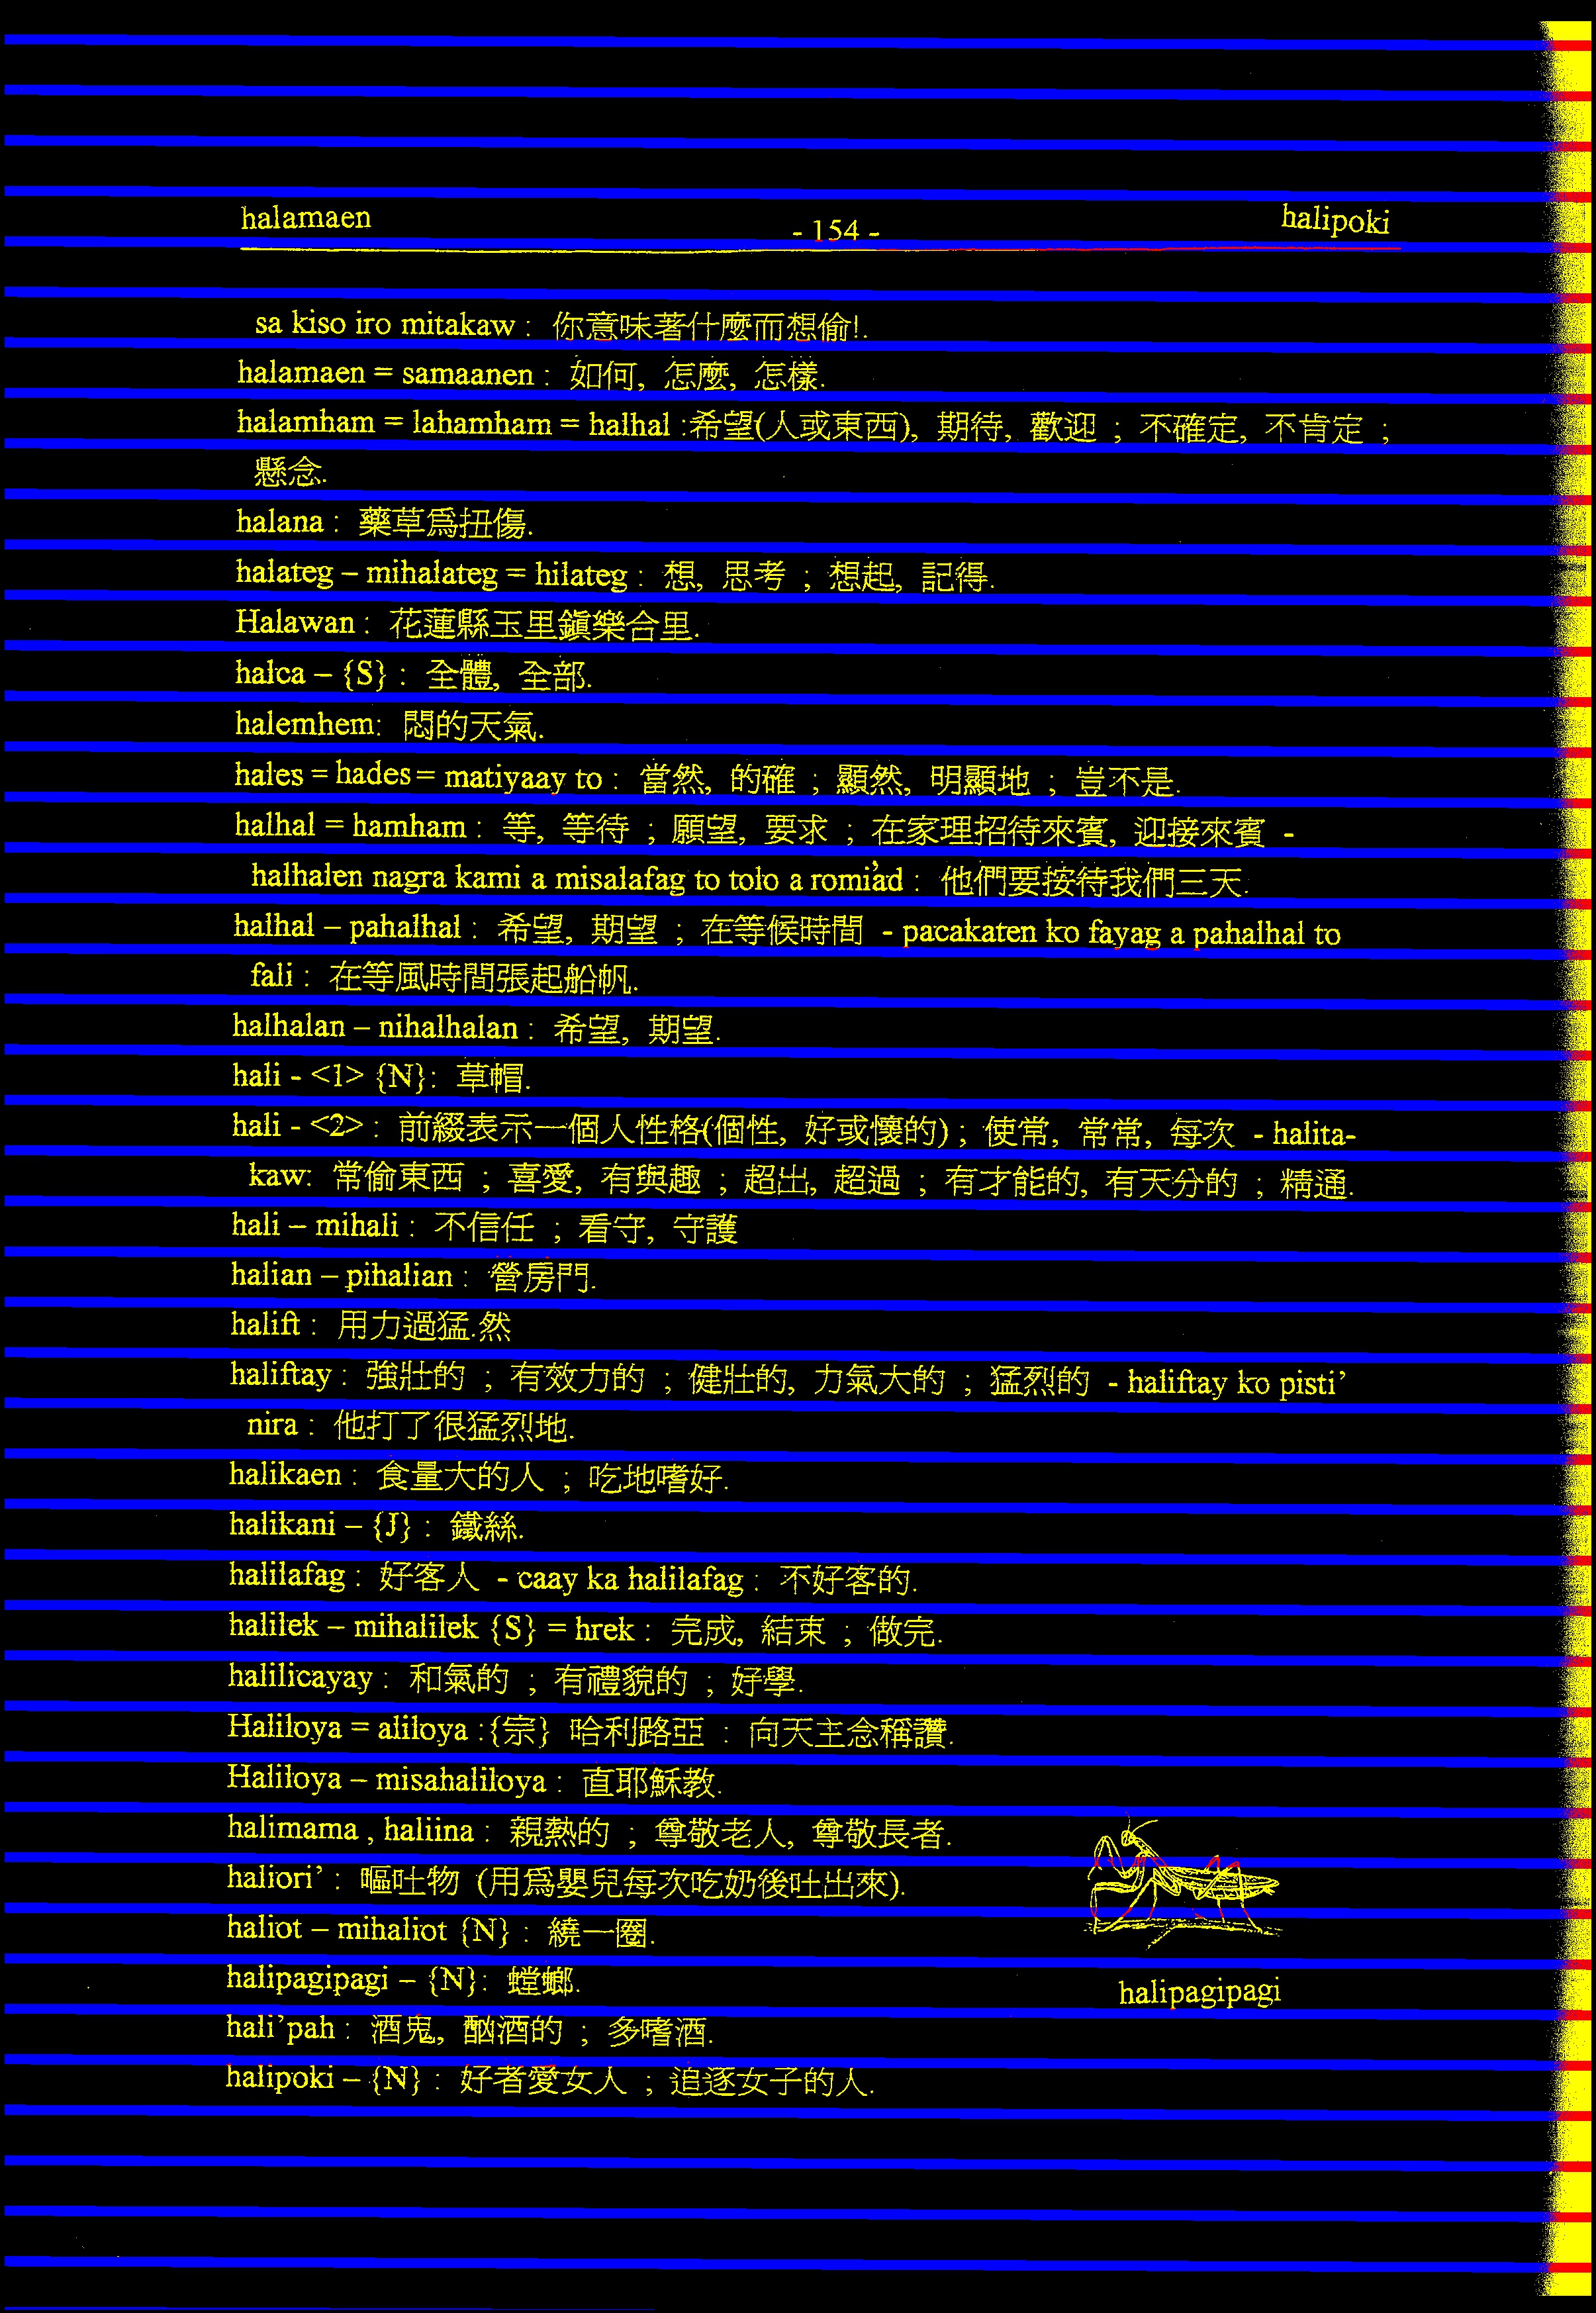 halamaen - 154 - halipoki
sa kiso iro mitakaw : 你意味著什麼而想偷!.
halamaen = samaanen : 如何, 怎麼, 怎樣.
halamham = lahamham = halhal :希望(人或東西), 期待, 歡迎 ; 不確定, 不肯定 ;
懸念.
halana : 藥草爲扭傷.
halateg – mihalateg = hilateg : 想, 思考 ; 想起, 記得.
Halawan : 花蓮縣玉里鎭樂合里.
halca – {S} : 全體, 全部.
halemhem: 悶的天氣.
hales = hades = matiyaay to : 當然, 的確 ; 顯然, 明顯地 ; 豈不是.
halhal = hamham : 等, 等待 ; 願望, 要求 ; 在家理招待來賓, 迎接來賓 -
halhalen nagra kami a misalafag to tolo a romi'ad : 他們要接待我們三天.
halhal – pahalhal : 希望, 期望 ; 在等候時間 - pacakaten ko fayag a pahalhal to
fali : 在等風時間張起船帆.
halhalan – nihalhalan : 希望, 期望.
hali - <1> {N}: 草帽.
hali - <2> : 前綴表示一個人性格(個性, 好或懷的) ; 使常, 常常, 每次 - halita-
kaw: 常偷東西 ; 喜愛, 有與趣 ; 超出, 超過 ; 有才能的, 有天分的 ; 精通.
hali – mihali : 不信任 ; 看守, 守護
halian – pihalian : 營房門.
halift : 用力過猛.然
haliftay : 強壯的 ; 有效力的 ; 健壯的, 力氣大的 ; 猛烈的 - haliftay ko pisti’
nira : 他打了很猛烈地.
halikaen : 食量大的人 ; 吃地嗜好.
halikani – {J} : 鐵絲.
halilafag : 好客人 - caay ka halilafag : 不好客的.
halilek – mihalilek {S} = hrek : 完成, 結束 ; 做完.
halilicayay : 和氣的 ; 有禮貌的 ; 好學.
Haliloya = aliloya :{宗} 哈利路亞 : 向天主念稱讚.
Haliloya – misahaliloya : 直耶穌教.
halimama , haliina : 親熱的 ; 尊敬老人, 尊敬長者.
haliori’ : 嘔吐物 (用爲嬰兒每次吃奶後吐出來).
haliot – mihaliot {N} : 繞一圈.
halipagipagi – {N}: 螳螂.
halipagipagi
hali’pah : 酒鬼, 酗酒的 ; 多嗜酒.
halipoki – {N} : 好者愛女人 ; 追逐女子的人.